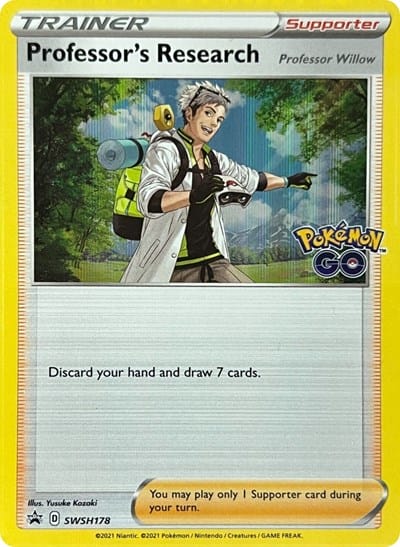 TRAINER Supporter
Professor's Research Professor Willow
Pokémon
GO
Discard your hand and draw 7 cards.
Illus. Yusuke Kozaki
You may play only 1 Supporter card during
your turn.
D SWSH178
©2021 Niantic. ©2021 Pokémon / Nintendo / Creatures / GAME FREAK.